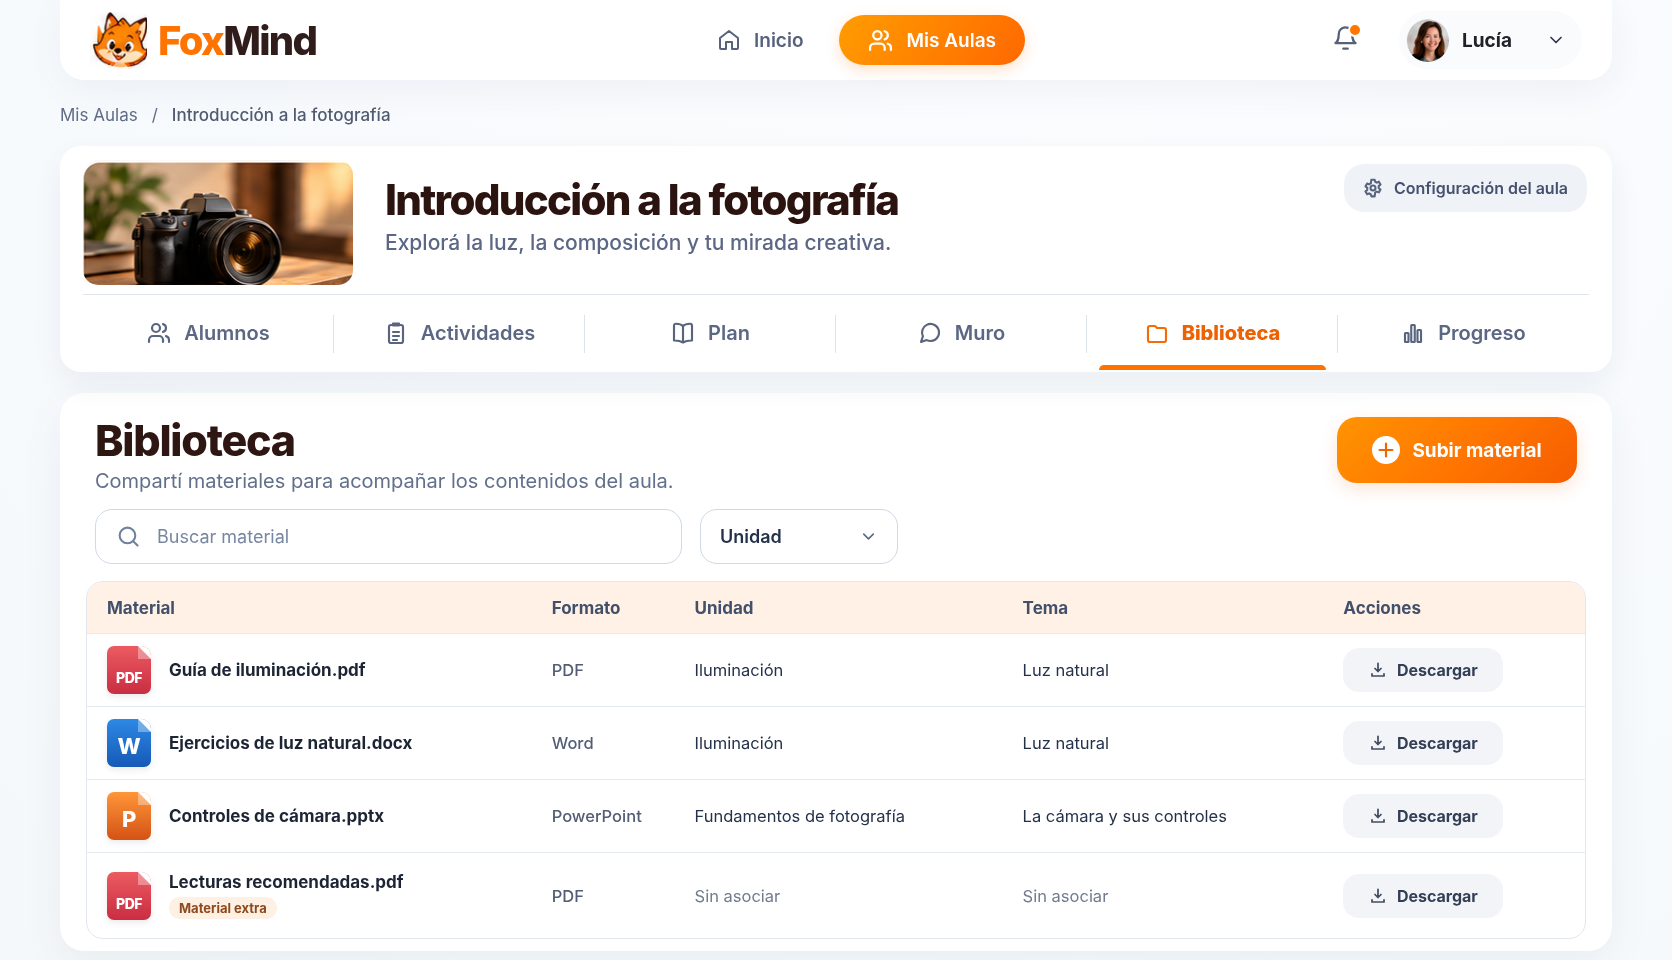 FoxMind
Inicio
Mis Aulas
Lucía
Mis Aulas / Introducción a la fotografía
Introducción a la fotografía
Explorá la luz, la composición y tu mirada creativa.
Configuración del aula
Alumnos
Actividades
Plan
Muro
Biblioteca
Progreso
Biblioteca
Compartí materiales para acompañar los contenidos del aula.
Subir material
Buscar material
Unidad
Material Formato Unidad Tema Acciones
PDF Guía de iluminación.pdf PDF Iluminación Luz natural Descargar
W Ejercicios de luz natural.docx Word Iluminación Luz natural Descargar
P Controles de cámara.pptx PowerPoint Fundamentos de fotografía La cámara y sus controles Descargar
PDF Lecturas recomendadas.pdf PDF Sin asociar Sin asociar Descargar
Material extra